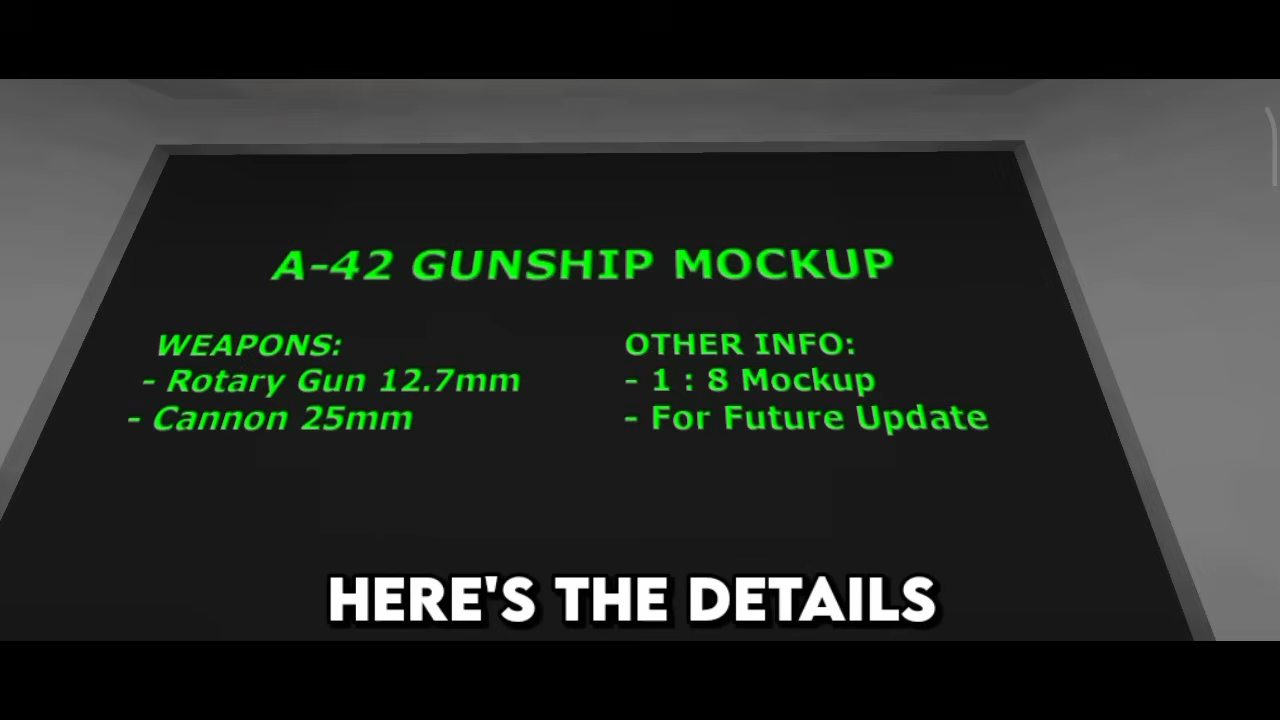 A-42 GUNSHIP MOCKUP
WEAPONS:
- Rotary Gun 12.7mm
- Cannon 25mm
OTHER INFO:
- 1 : 8 Mockup
- For Future Update
HERE'S THE DETAILS